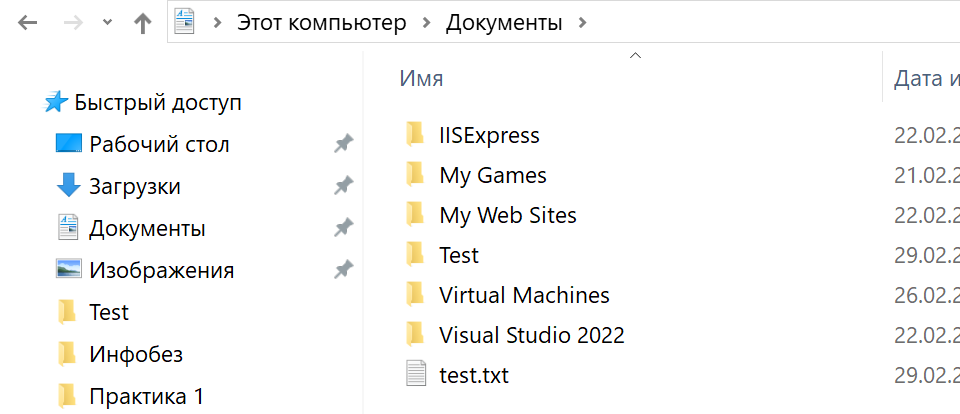 Этот компьютер Документы
Имя Дата и
Быстрый доступ
Рабочий стол
Загрузки
Документы
Изображения
Test
Инфобез
Практика 1
IISExpress 22.02.2
My Games 21.02.2
My Web Sites 22.02.2
Test 29.02.2
Virtual Machines 26.02.2
Visual Studio 2022 22.02.2
test.txt 29.02.2